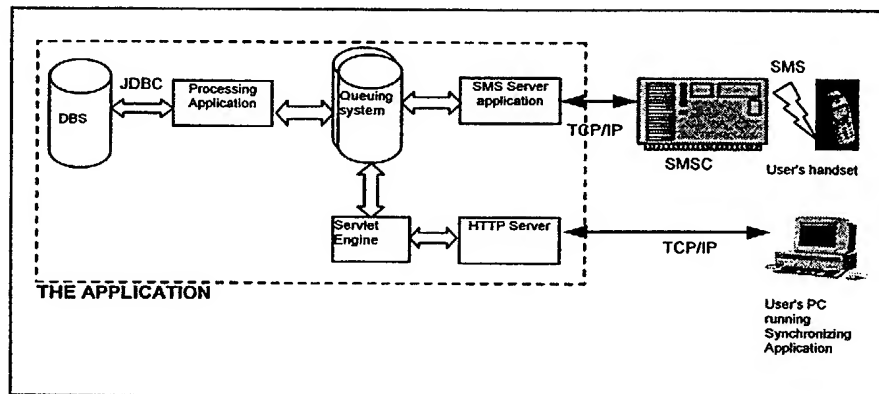 JDBC
DBS
Processing
Application
Queuing
system
SMS Server
application
SMS
TCP/IP
SMSC
User's handset
Servlet
Engine
HTTP Server
TCP/IP
THE APPLICATION
User's PC
running
Synchronizing
Application